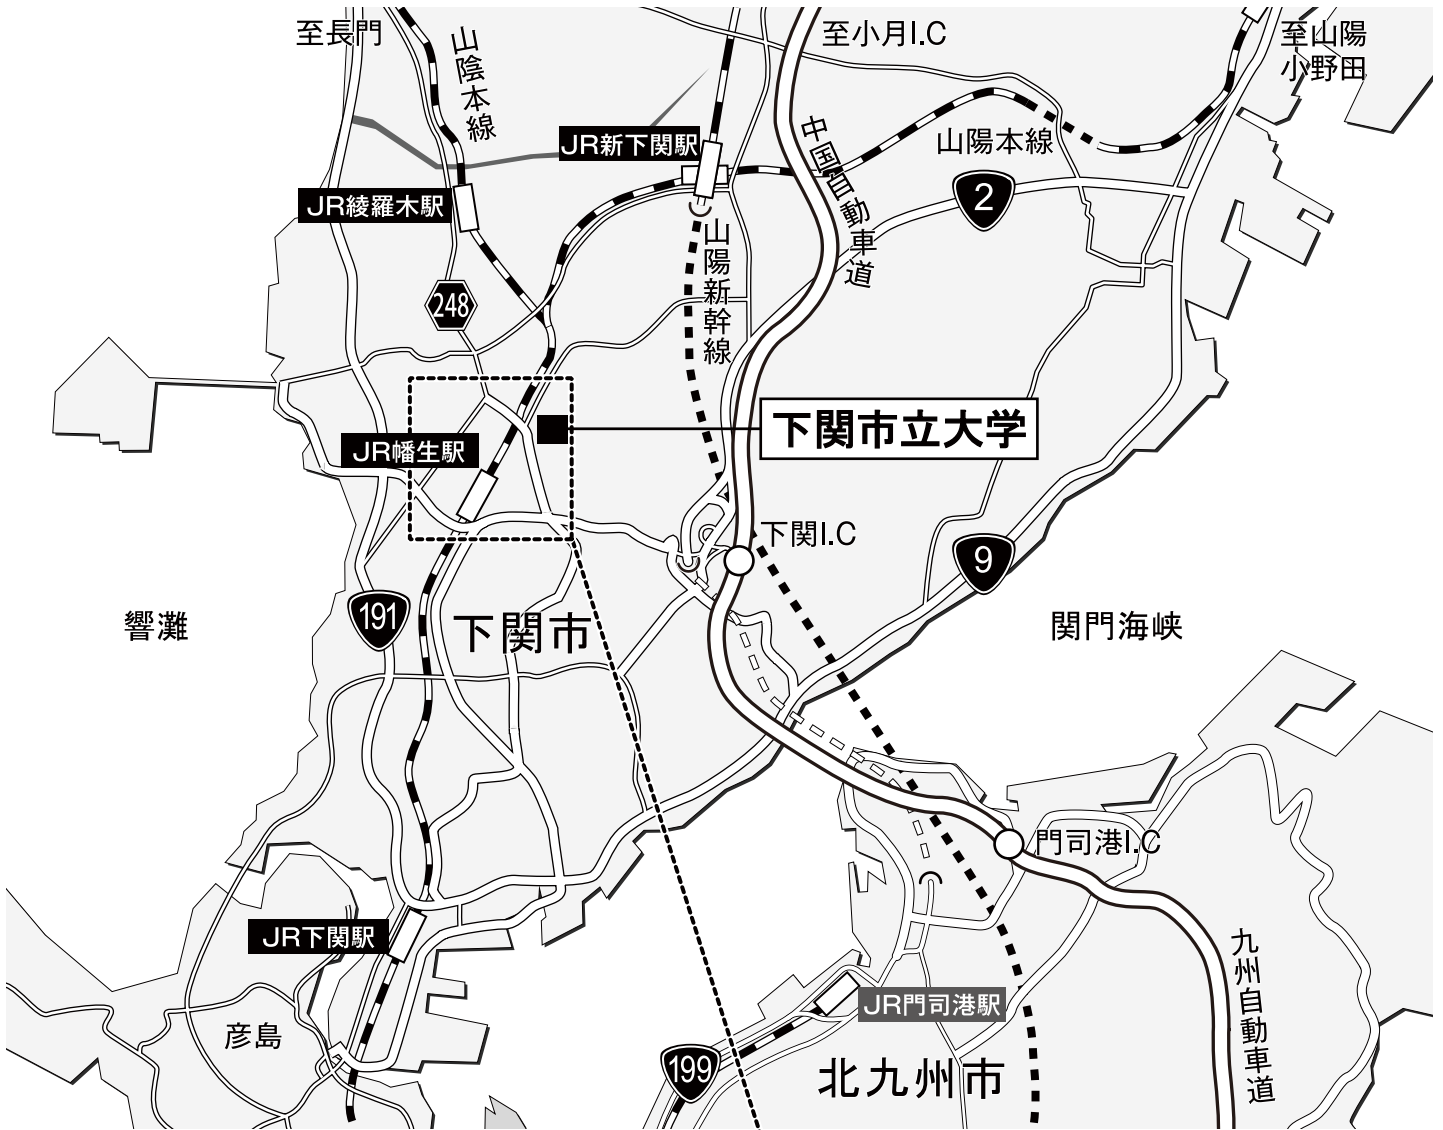 至長門
山陰本線
至小月I.C
至山陽
小野田
JR新下関駅
中国自動車道
山陽本線
2
JR綾羅木駅
山陽新幹線
248
下関市立大学
JR幡生駅
下関I.C
9
響灘
191
下関市
関門海峡
門司港I.C
JR下関駅
九州自動車道
JR門司港駅
彦島
199
北九州市